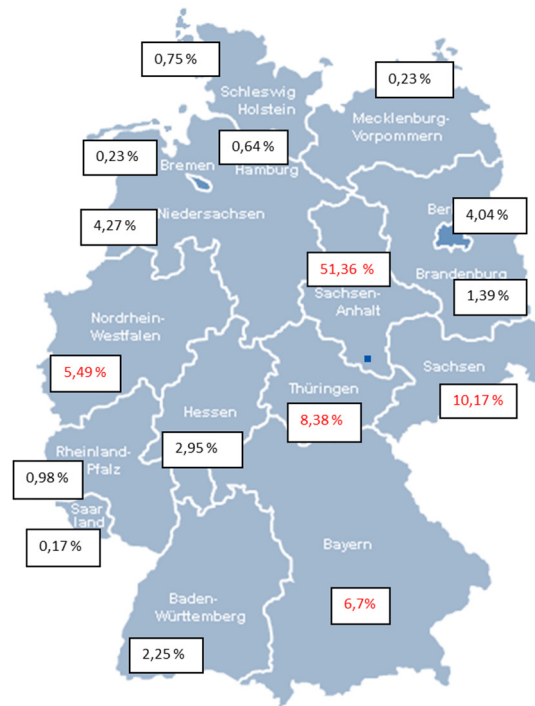 0,75 %
Schleswig
Holstein
0,23 %
Mecklenburg-
Vorpommern
0,64 %
Hamburg
0,23 %
Bremen
4,27 %
Niedersachsen
4,04 %
51,36 %
Sachsen-
Anhalt
Brandenburg
1,39 %
Nordrhein-
Westfalen
5,49 %
Sachsen
10,17 %
Thüringen
8,38 %
Hessen
2,95 %
Rheinland-
Pfalz
0,98 %
Saar
land
0,17 %
Bayern
6,7%
Baden-
Württemberg
2,25 %